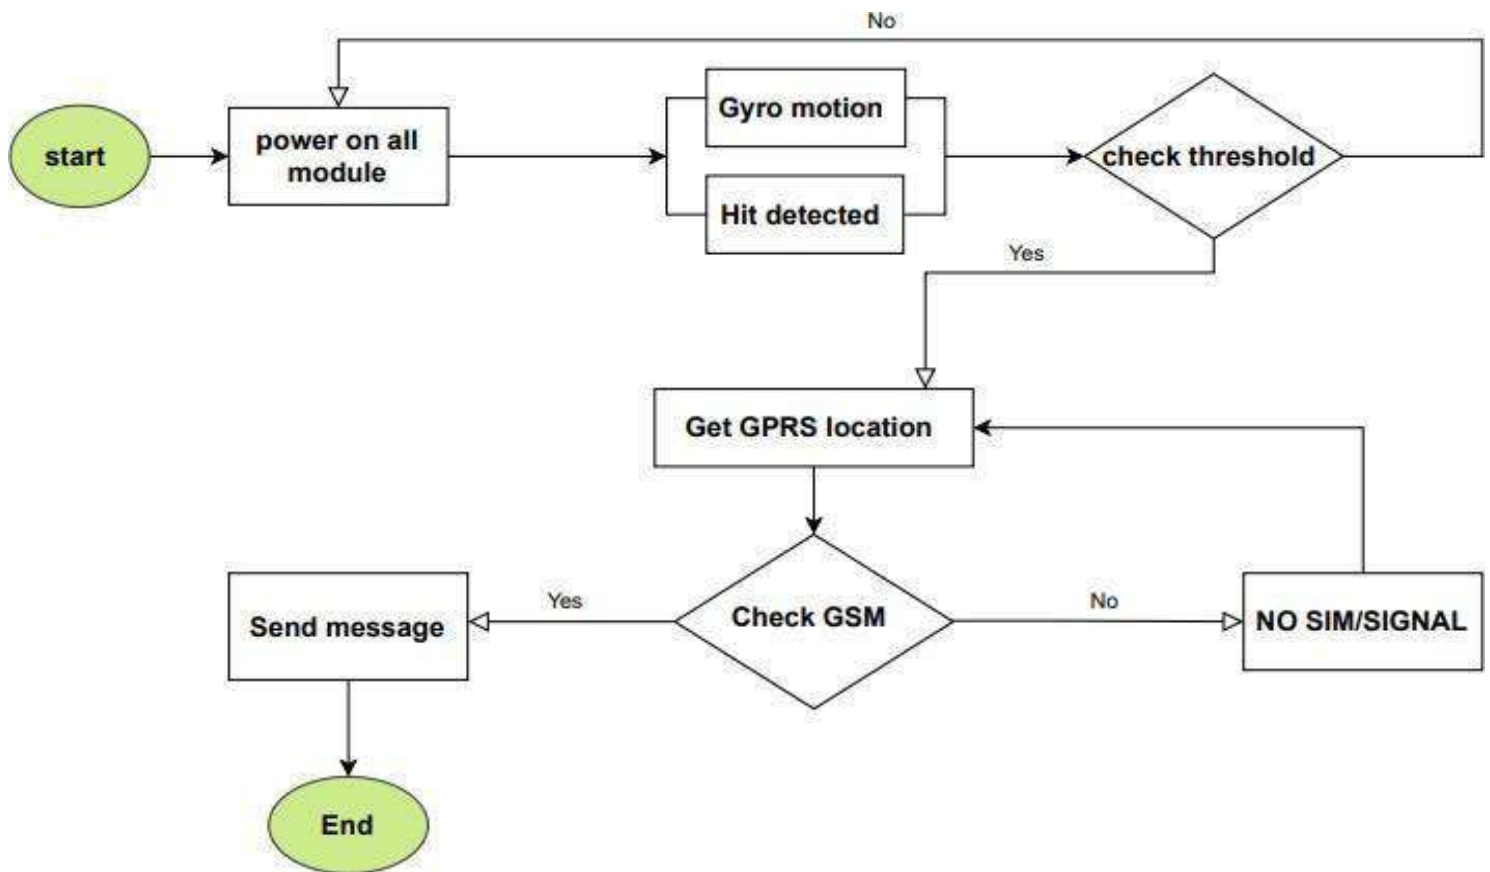 No
start
power on all
module
Gyro motion
Hit detected
check threshold
Yes
Get GPRS location
Check GSM
Yes
Send message
No
NO SIM/SIGNAL
End